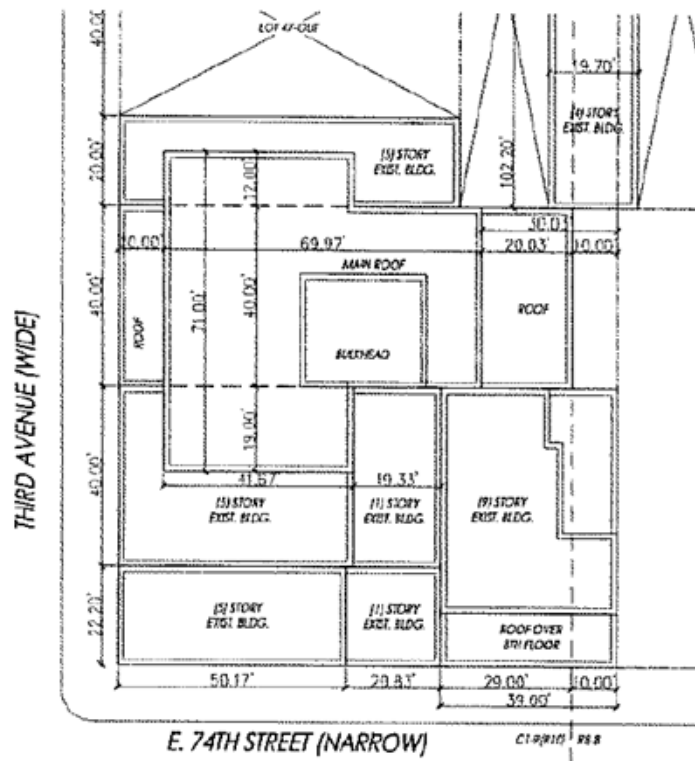 40.00'
LOT 47-OUT
9.70'
[4] STORY
EXIST. BLDG.
102.20'
20.00'
[5] STORY
EXIST. BLDG.
12.00'
30.03'
10.00'
69.97'
20.03'
10.00'
MAIN ROOF
40.00'
71.00'
40.00'
ROOF
ROOF
BULKHEAD
THIRD AVENUE (WIDE)
19.00'
41.67'
19.33'
40.00'
[5] STORY
EXIST. BLDG.
[1] STORY
EXIST. BLDG.
[9] STORY
EXIST. BLDG.
22.20'
[5] STORY
EXIST. BLDG.
[1] STORY
EXIST. BLDG.
ROOF OVER
8TH FLOOR
50.17'
20.83'
29.00'
10.00'
39.00'
E. 74TH STREET (NARROW)